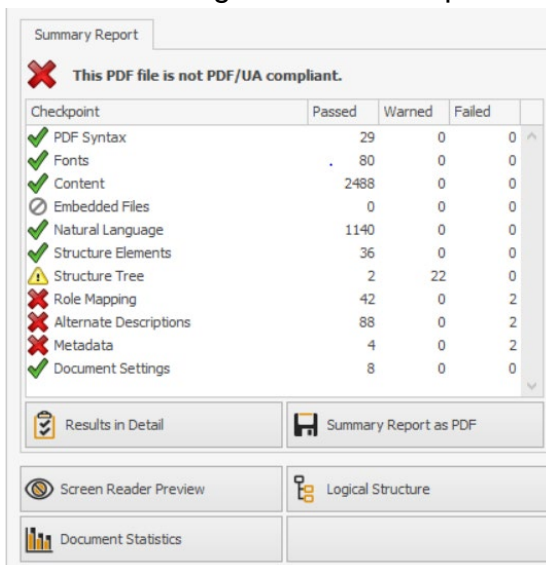 Summary Report
This PDF file is not PDF/UA compliant.
Checkpoint Passed Warned Failed
PDF Syntax 29 0 0
Fonts 80 0 0
Content 2488 0 0
Embedded Files 0 0 0
Natural Language 1140 0 0
Structure Elements 36 0 0
Structure Tree 2 22 0
Role Mapping 42 0 2
Alternate Descriptions 88 0 2
Metadata 4 0 2
Document Settings 8 0 0
Results in Detail Summary Report as PDF
Screen Reader Preview Logical Structure
Document Statistics